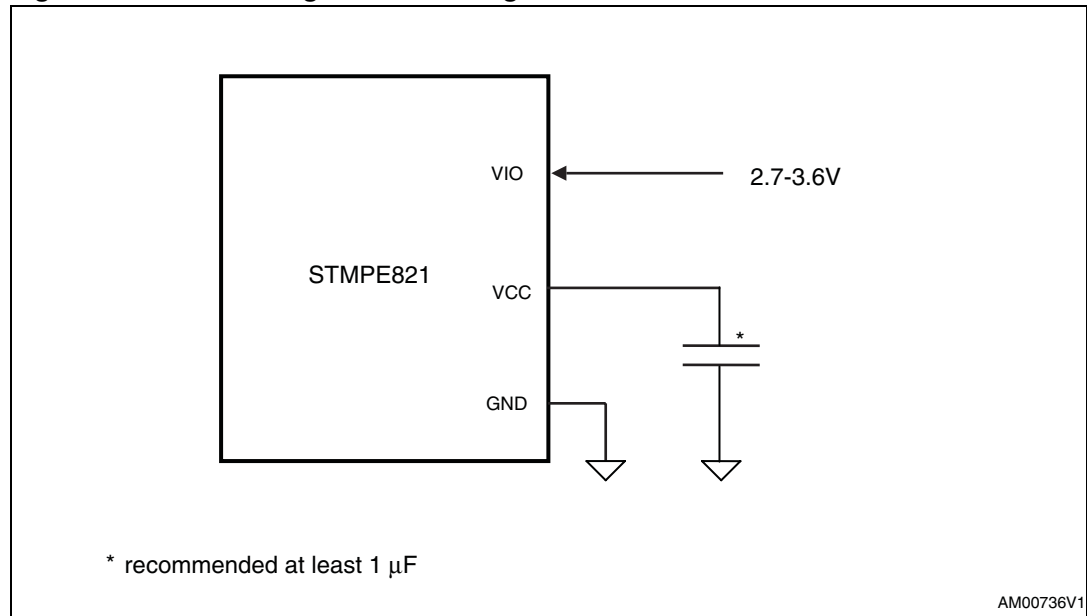 VIO
2.7-3.6V
STMPE821
VCC
*
GND
* recommended at least 1 μF
AM00736V1